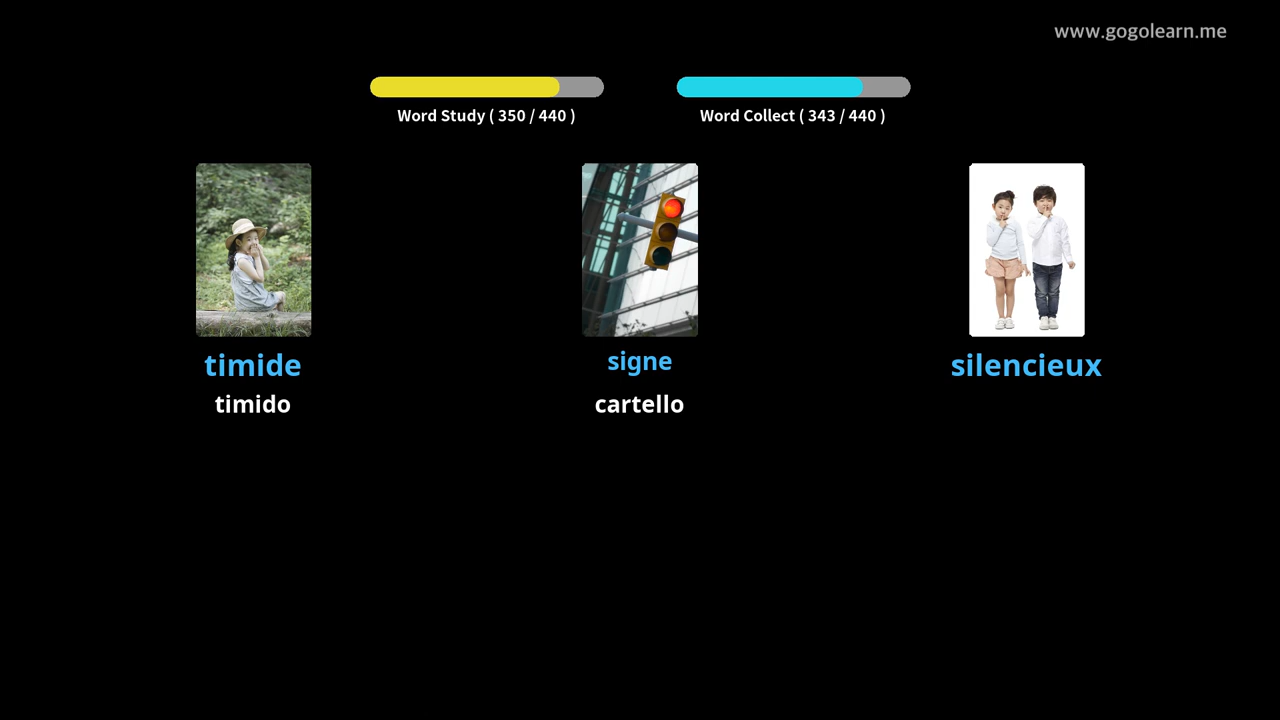 www.gogolearn.me
Word Study ( 350 / 440 )
Word Collect ( 343 / 440 )
timide
timido
signe
cartello
silencieux